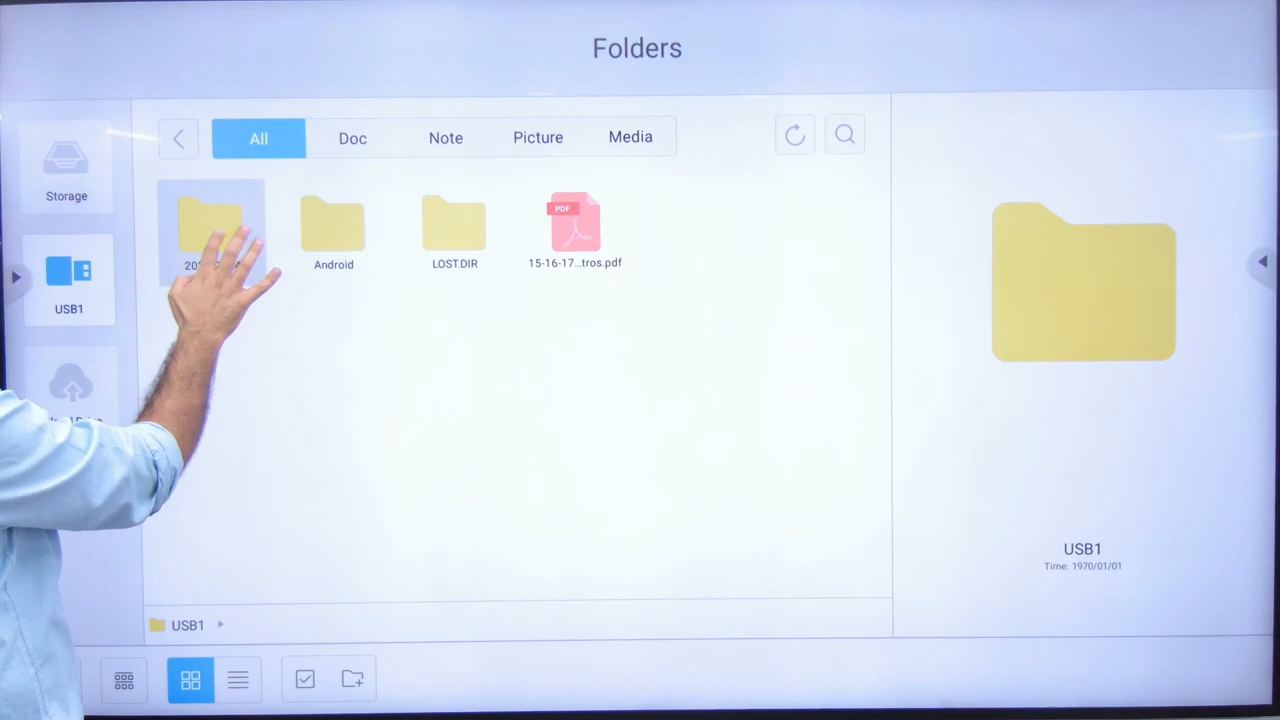 Folders
All Doc Note Picture Media
Storage
USB1
Android
LOST.DIR
PDF
15-16-17...tros.pdf
USB1
Time: 1970/01/01
USB1